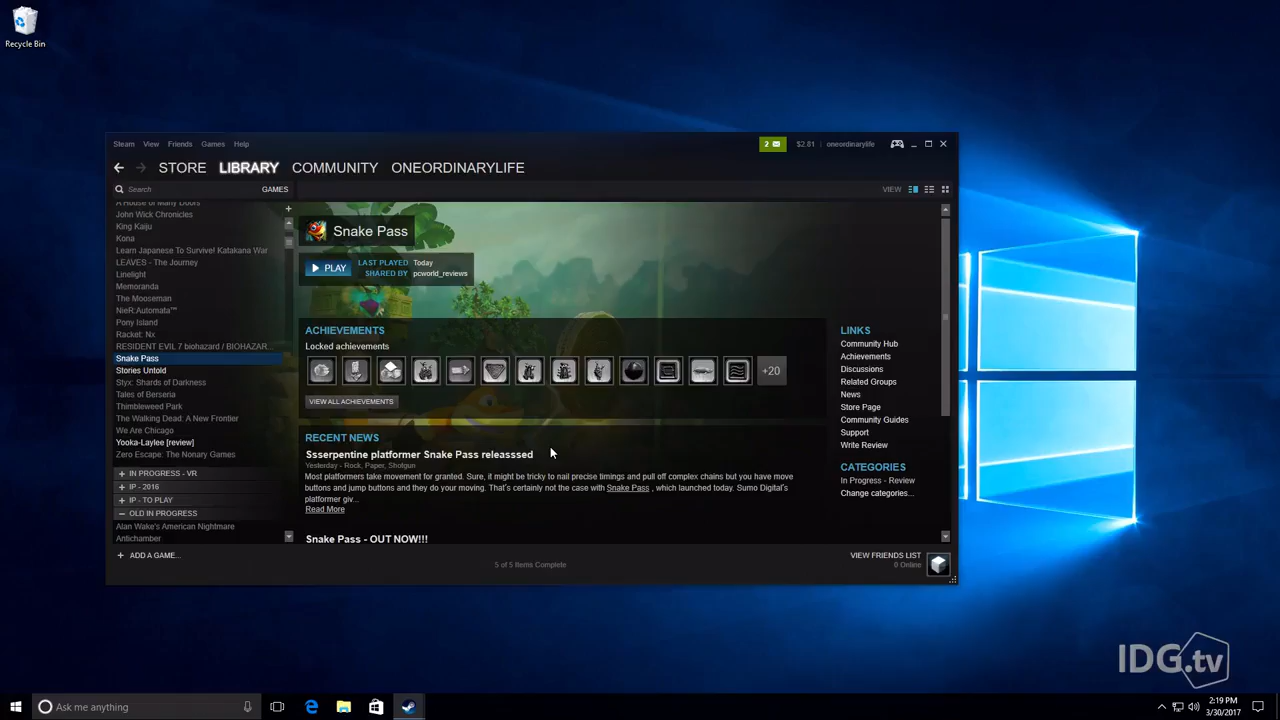 Recycle Bin
Steam View Friends Games Help
2 $2.81 oneordinarylife
STORE LIBRARY COMMUNITY ONEORDINARYLIFE
Search GAMES VIEW
A House of Many Doors
John Wick Chronicles
King Kaiju
Kona
Learn Japanese To Survive! Katakana War
LEAVES - The Journey
Linelight
Memoranda
The Mooseman
NieR:Automata™
Pony Island
Racket: Nx
RESIDENT EVIL 7 biohazard / BIOHAZAR...
Snake Pass
Stories Untold
Styx: Shards of Darkness
Tales of Berseria
Thimbleweed Park
The Walking Dead: A New Frontier
We Are Chicago
Yooka-Laylee [review]
Zero Escape: The Nonary Games
+ IN PROGRESS - VR
+ IP - 2016
+ IP - TO PLAY
– OLD IN PROGRESS
Alan Wake's American Nightmare
Antichamber
+ ADD A GAME...
Snake Pass
PLAY
LAST PLAYED Today
SHARED BY pcworld_reviews
ACHIEVEMENTS
Locked achievements
+20
VIEW ALL ACHIEVEMENTS
RECENT NEWS
Ssserpentine platformer Snake Pass releasssed
Yesterday - Rock, Paper, Shotgun
Most platformers take movement for granted. Sure, it might be tricky to nail precise timings and pull off complex chains but you have move
buttons and jump buttons and they do your moving. That's certainly not the case with Snake Pass , which launched today. Sumo Digital's
platformer giv...
Read More
Snake Pass - OUT NOW!!!
LINKS
Community Hub
Achievements
Discussions
Related Groups
News
Store Page
Community Guides
Support
Write Review
CATEGORIES
In Progress - Review
Change categories...
5 of 5 Items Complete
VIEW FRIENDS LIST
0 Online
IDG.tv
Ask me anything
2:19 PM
3/30/2017